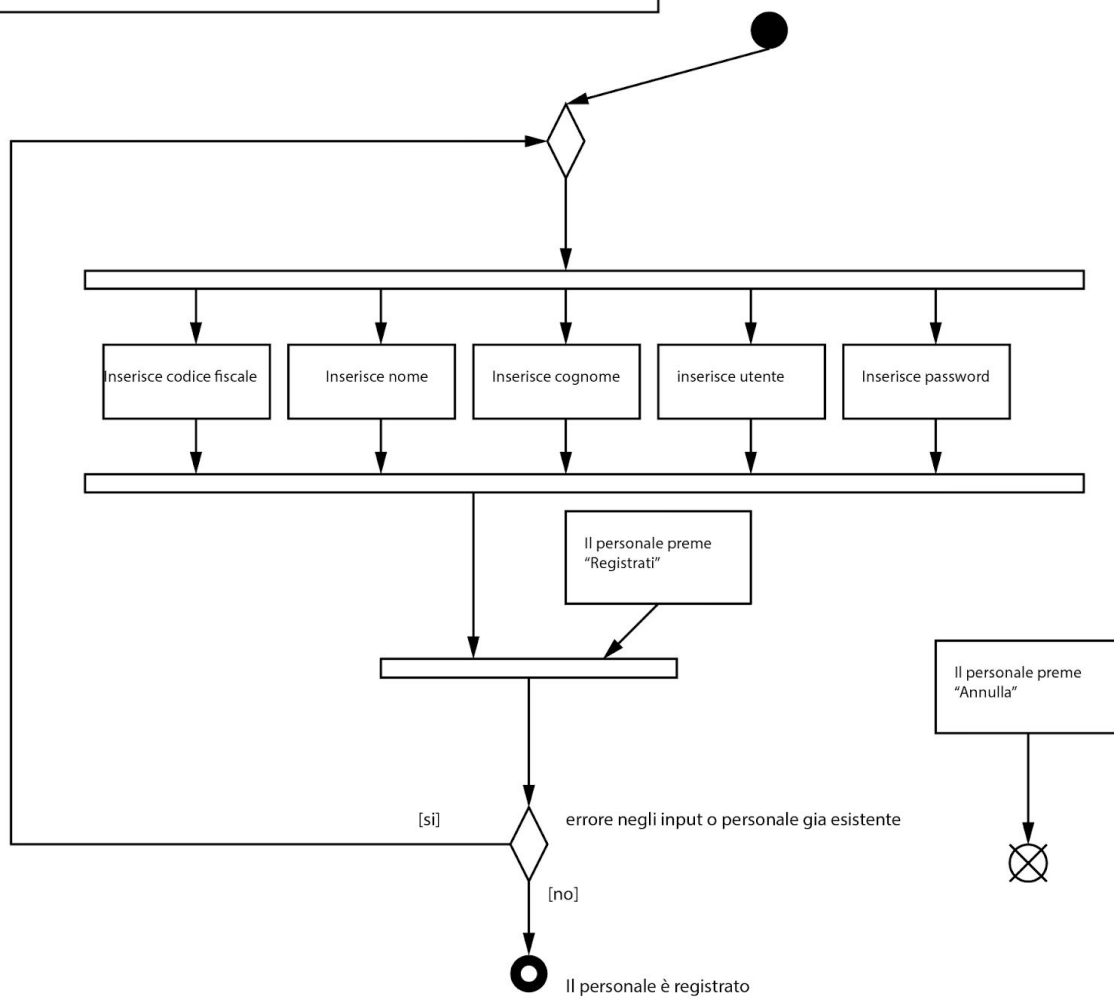 Inserisce codice fiscale
Inserisce nome
Inserisce cognome
inserisce utente
Inserisce password
Il personale preme
“Registrati”
Il personale preme
“Annulla”
[si]
errore negli input o personale gia esistente
[no]
Il personale è registrato